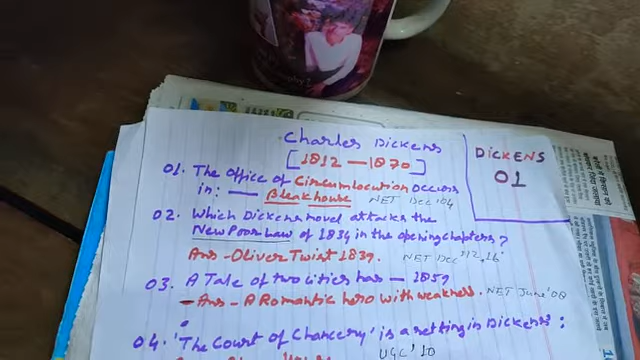 Charles Dickens
[1812 — 1870]
DICKENS
01
01. The Office of Circumlocution occurs
in: — Bleakhouse NET Dec '04
02. Which Dickens novel attacks the
New Poor Law of 1834 in the opening chapters?
Ans - Oliver Twist 1839. NET Dec '12, 16
03. A Tale of two cities has — 1859
- Ans - A Romantic hero with weakness. NET June '08
04. 'The Court of Chancery' is a setting in Dickens':
UGC '10